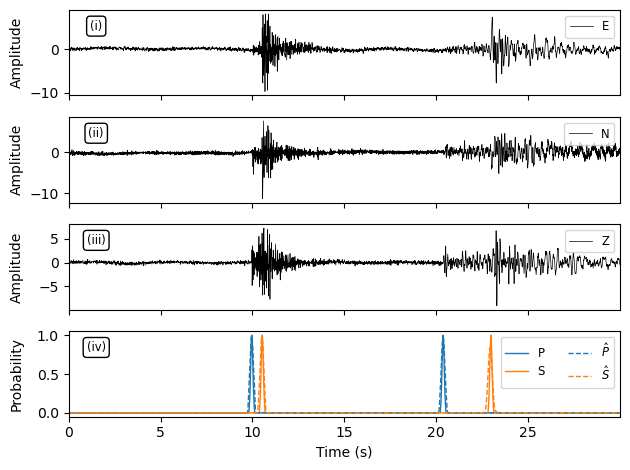 (i)
E
Amplitude
0
−10
(ii)
N
Amplitude
0
−10
(iii)
Z
Amplitude
5
0
−5
(iv)
P
S
P̂
Ŝ
Probability
1.0
0.5
0.0
0 5 10 15 20 25
Time (s)